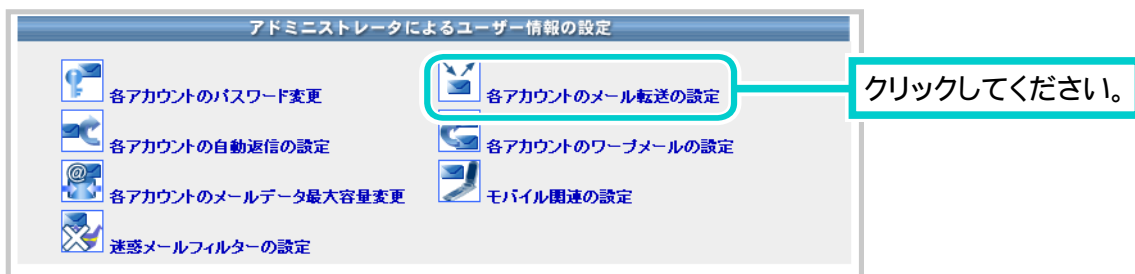 アドミニストレータによるユーザー情報の設定
各アカウントのパスワード変更
各アカウントのメール転送の設定
クリックしてください。
各アカウントの自動返信の設定
各アカウントのワープメールの設定
各アカウントのメールデータ最大容量変更
モバイル関連の設定
迷惑メールフィルターの設定